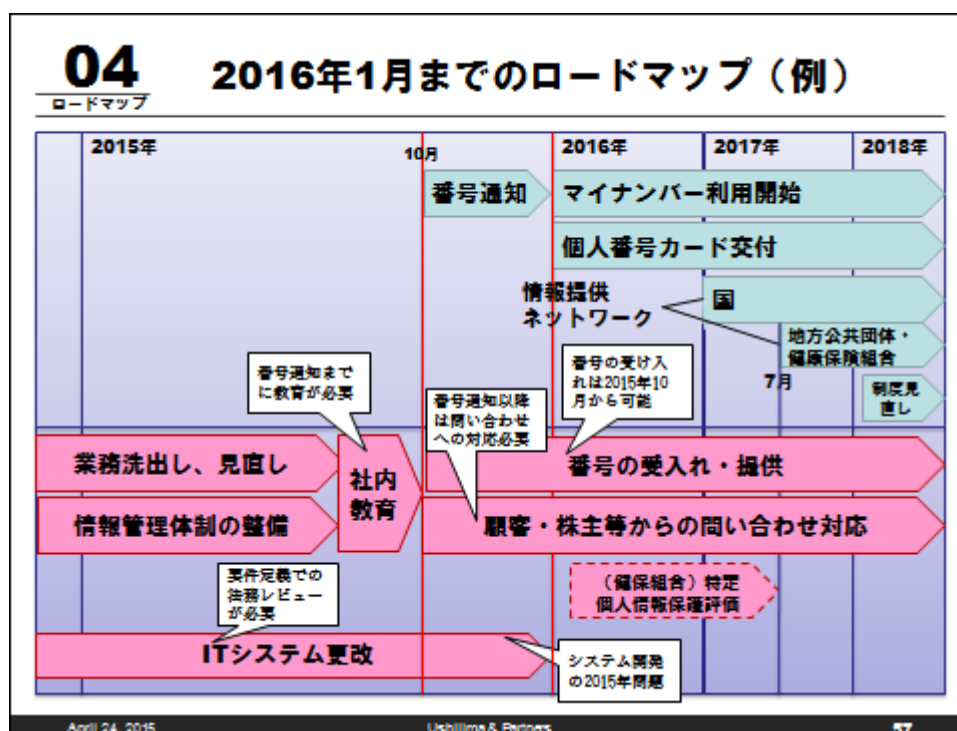 04
ロードマップ
2016年1月までのロードマップ（例）
2015年
10月
2016年
2017年
2018年
番号通知
マイナンバー利用開始
個人番号カード交付
情報提供
ネットワーク
国
地方公共団体・
健康保険組合
7月
制度見
直し
番号通知まで
に教育が必要
番号通知以降
は問い合わせ
への対応必要
番号の受け入
れは2015年10
月から可能
業務洗出し、見直し
社内
教育
番号の受入れ・提供
情報管理体制の整備
顧客・株主等からの問い合わせ対応
要件定義での
法務レビュー
が必要
（健保組合）特定
個人情報保護評価
ITシステム更改
システム開発
の2015年問題
April 24, 2015
Ushijima & Partners
57